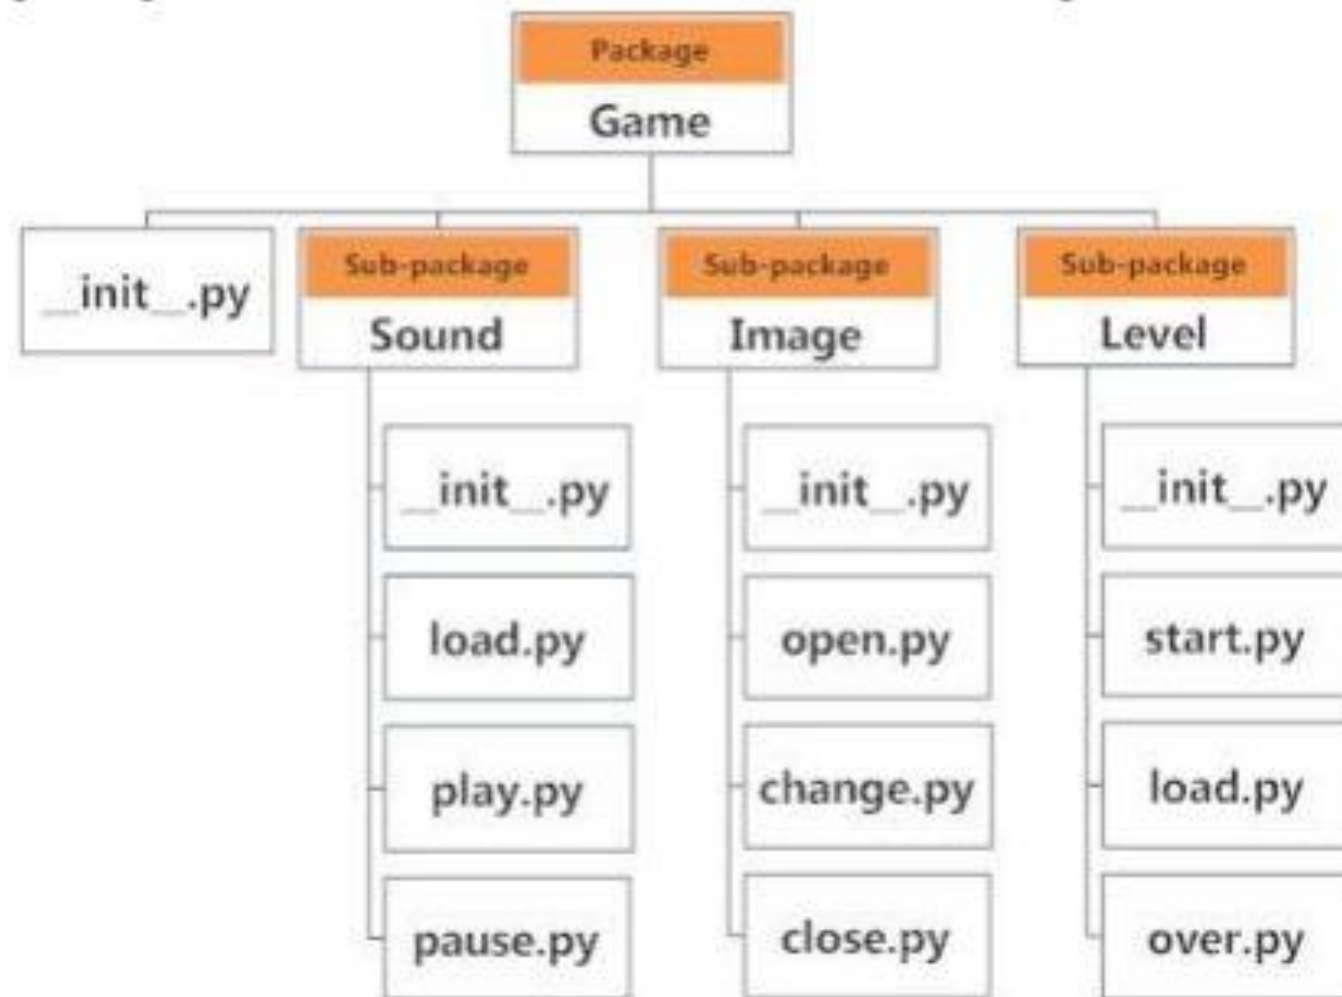 Package
Game
__init__.py
Sub-package
Sound
Sub-package
Image
Sub-package
Level
__init__.py
load.py
play.py
pause.py
__init__.py
open.py
change.py
close.py
__init__.py
start.py
load.py
over.py